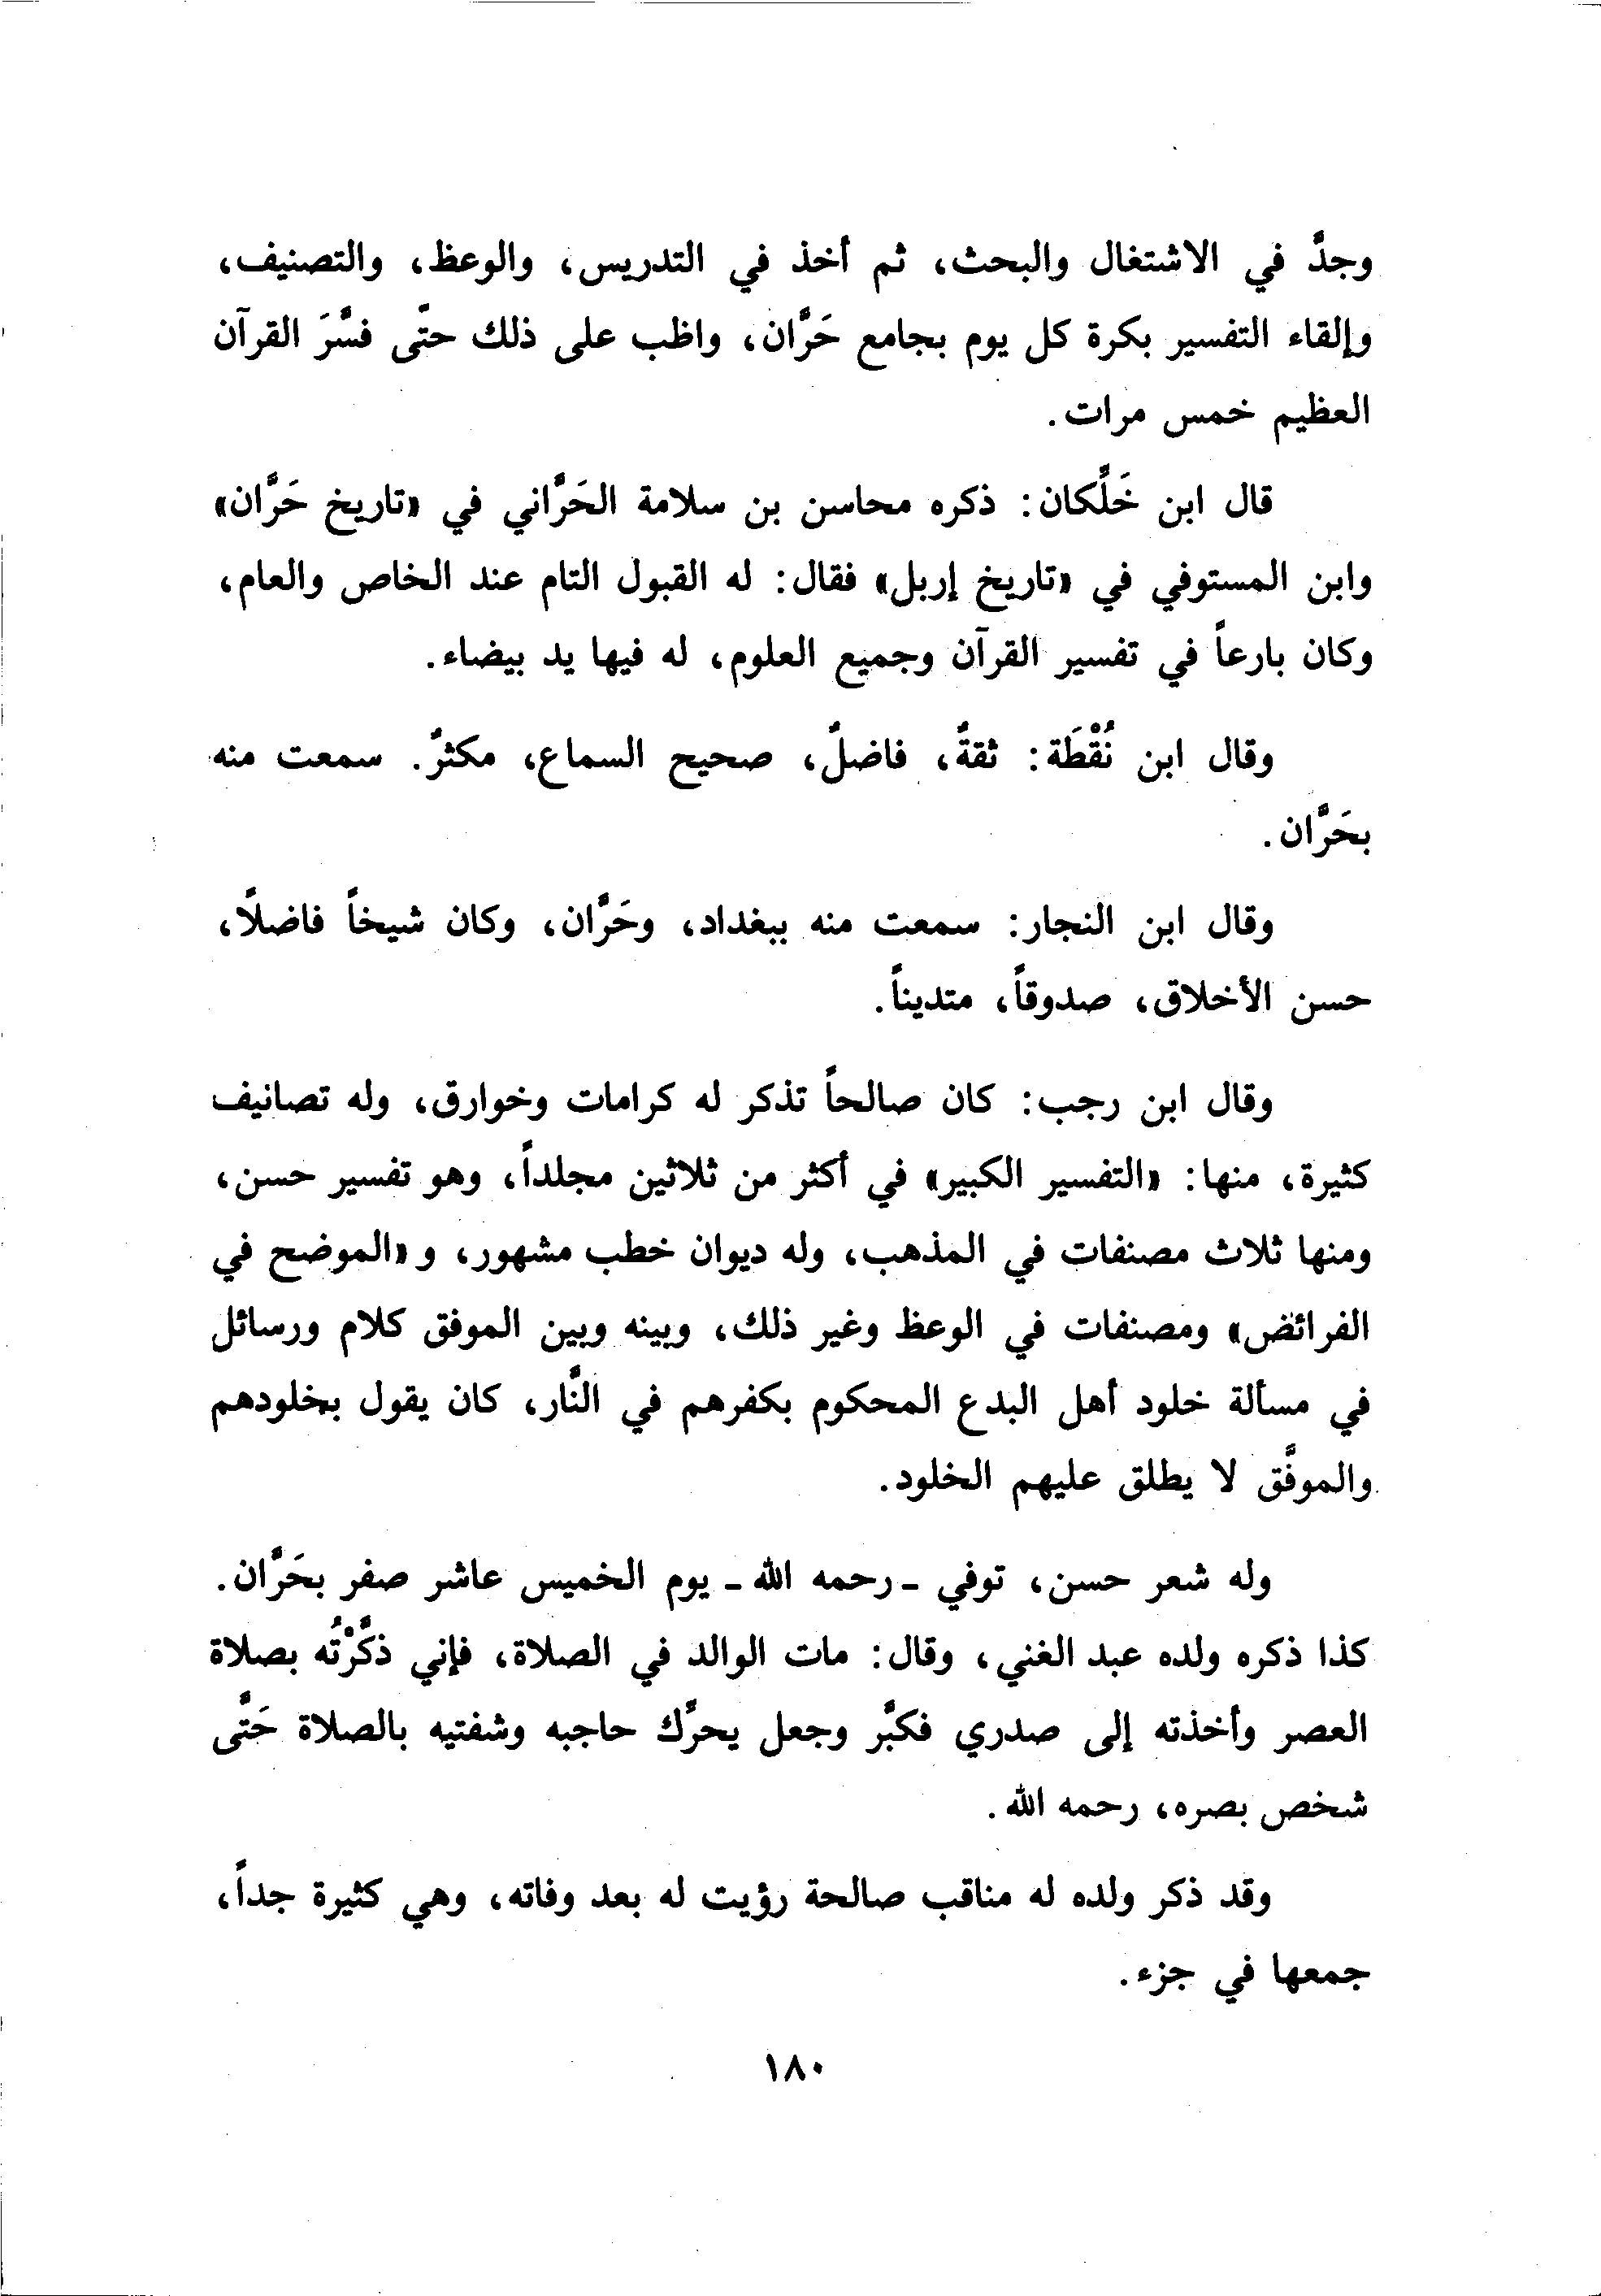 وجدَّ في الاشتغال والبحث، ثم أخذ في التدريس، والوعظ، والتصنيف،
وإلقاء التفسير بكرة كل يوم بجامع حَرَّان، واظب على ذلك حتَّى فسَّرَ القرآن
العظيم خمس مرات.
قال ابن خَلِّكان: ذكره محاسن بن سلامة الحَرَّاني في «تاريخ حَرَّان»
وابن المستوفي في «تاريخ إربل» فقال: له القبول التام عند الخاص والعام،
وكان بارعاً في تفسير القرآن وجميع العلوم، له فيها يد بيضاء.
وقال ابن نُقْطَة: ثقةٌ، فاضلٌ، صحيح السماع، مكثرٌ. سمعت منه
بحَرَّان.
وقال ابن النجار: سمعت منه ببغداد، وحَرَّان، وكان شيخاً فاضلًا،
حسن الأخلاق، صدوقاً، متديناً.
وقال ابن رجب: كان صالحاً تذكر له كرامات وخوارق، وله تصانيف
كثيرة، منها: «التفسير الكبير» في أكثر من ثلاثين مجلداً، وهو تفسير حسن،
ومنها ثلاث مصنفات في المذهب، وله ديوان خطب مشهور، و «الموضح في
الفرائض» ومصنفات في الوعظ وغير ذلك، وبينه وبين الموفق كلام ورسائل
في مسألة خلود أهل البدع المحكوم بكفرهم في النَّار، كان يقول بخلودهم
والموفَّق لا يطلق عليهم الخلود.
وله شعر حسن، توفي ـ رحمه الله ـ يوم الخميس عاشر صفر بحَرَّان.
كذا ذكره ولده عبد الغني، وقال: مات الوالد في الصلاة، فإني ذكَّرْتُه بصلاة
العصر وأخذته إلى صدري فكبَّر وجعل يحرَّك حاجبه وشفتيه بالصلاة حَتَّى
شخص بصره، رحمه الله.
وقد ذكر ولده له مناقب صالحة رؤيت له بعد وفاته، وهي كثيرة جداً،
جمعها في جزء.
١٨٠